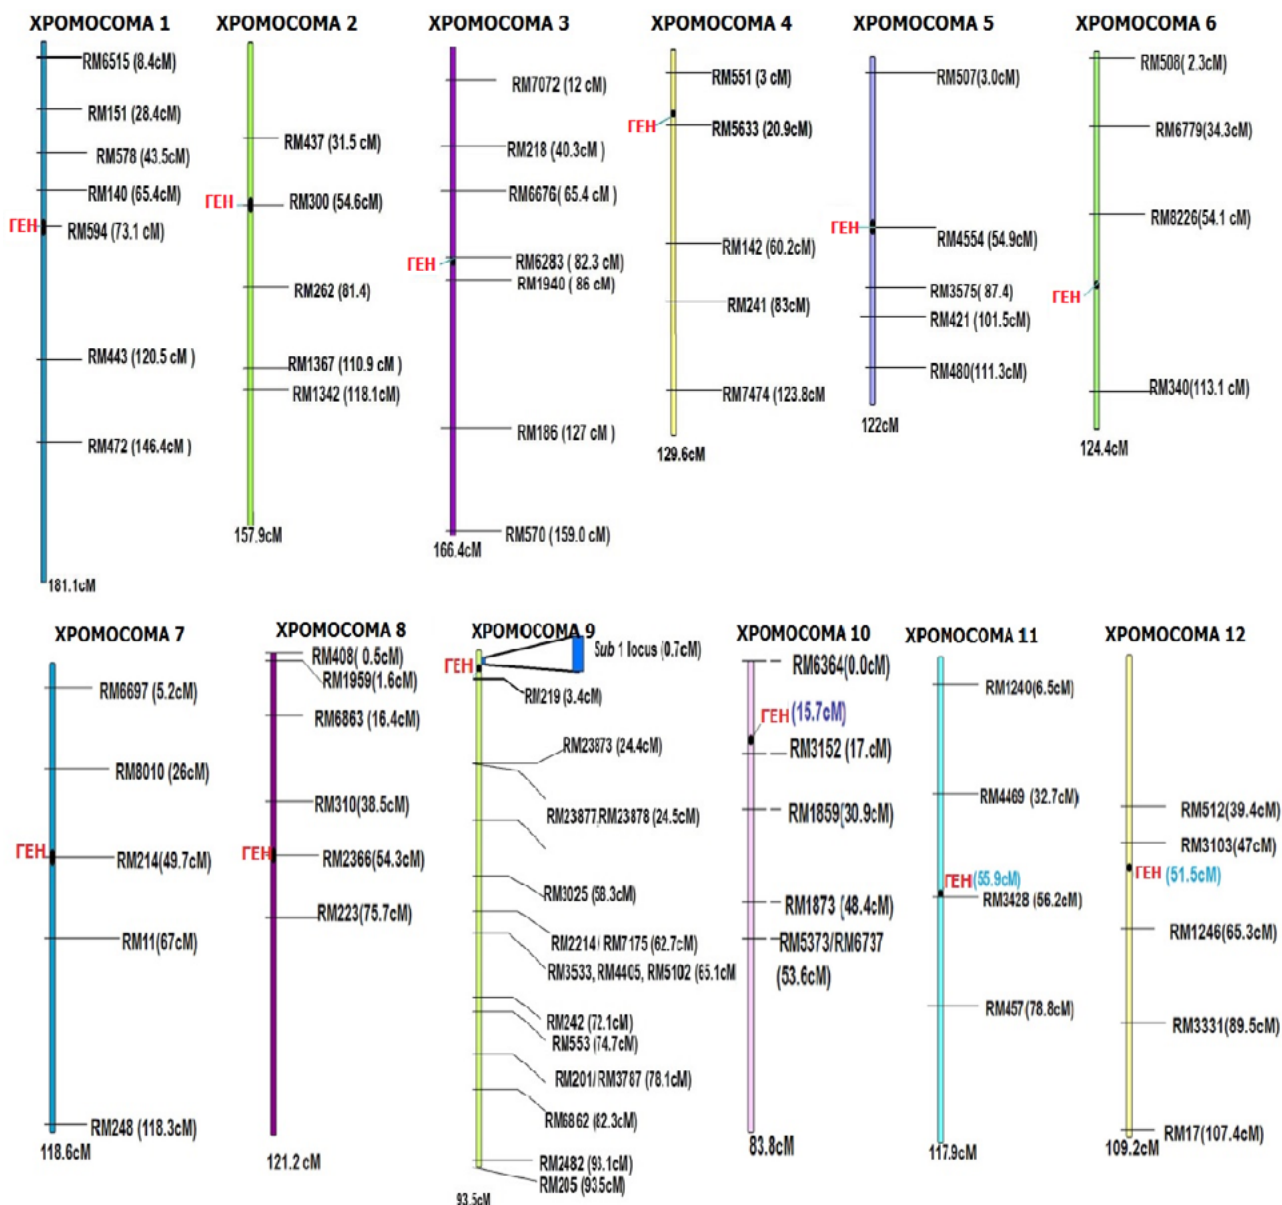 ХРОМОСОМА 1
RM6515 (8.4cM)
RM151 (28.4cM)
RM578 (43.5cM)
RM140 (65.4cM)
ГЕН
RM594 (73.1 cM)
RM443 (120.5 cM )
RM472 (146.4cM )
181.1cM
ХРОМОСОМА 2
RM437 (31.5 cM)
ГЕН
RM300 (54.6cM)
RM262 (81.4)
RM1367 (110.9 cM )
RM1342 (118.1cM)
157.9cM
ХРОМОСОМА 3
RM7072 (12 cM)
RM218 (40.3cM )
RM6676( 65.4 cM )
ГЕН
RM6283 ( 82.3 cM)
RM1940 ( 86 cM)
RM186 (127 cM )
RM570 (159.0 cM)
166.4cM
ХРОМОСОМА 4
RM551 (3 cM)
ГЕН
RM5633 (20.9cM)
RM142 (60.2cM)
RM241 (83cM)
RM7474 (123.8cM
129.6cM
ХРОМОСОМА 5
RM507(3.0cM)
ГЕН
RM4554 (54.9cM)
RM3575( 87.4)
RM421 (101.5cM)
RM480(111.3cM)
122cM
ХРОМОСОМА 6
RM508( 2.3cM)
RM6779(34.3cM)
RM8226(54.1 cM)
ГЕН
RM340(113.1 cM)
124.4cM
ХРОМОСОМА 7
RM6697 (5.2cM)
RM8010 (26cM)
ГЕН
RM214(49.7cM)
RM11(67cM)
RM248 (118.3cM)
118.6cM
ХРОМОСОМА 8
RM408( 0.5cM)
RM1959(1.6cM)
RM6863 (16.4cM)
RM310(38.5cM)
ГЕН
RM2366(54.3cM)
RM223(75.7cM)
121.2 cM
ХРОМОСОМА 9
Sub 1 locus (0.7cM)
ГЕН
RM219 (3.4cM)
RM23873 (24.4cM)
RM23877,RM23878 (24.5cM)
RM3025 (58.3cM)
RM2214/ RM7175 (62.7cM)
RM3533, RM4405, RM5102 (65.1cM
RM242 (72.1cM)
RM553 (74.7cM)
RM201/RM3787 (78.1cM)
RM6862 (82.3cM)
RM2482 (93.1cM)
RM205 (93.5cM)
93.5cM
ХРОМОСОМА 10
RM6364(0.0cM)
ГЕН (15.7cM)
RM3152 (17.cM)
RM1859(30.9cM)
RM1873 (48.4cM)
RM5373/RM6737
(53.6cM)
83.8cM
ХРОМОСОМА 11
RM1240(6.5cM)
RM4469 (32.7cM)
ГЕН(55.9cM)
RM3428 (56.2cM)
RM457(78.8cM)
117.9cM
ХРОМОСОМА 12
RM512(39.4cM)
RM3103(47cM)
ГЕН (51.5cM)
RM1246(65.3cM)
RM3331(89.5cM)
RM17(107.4cM)
109.2cM